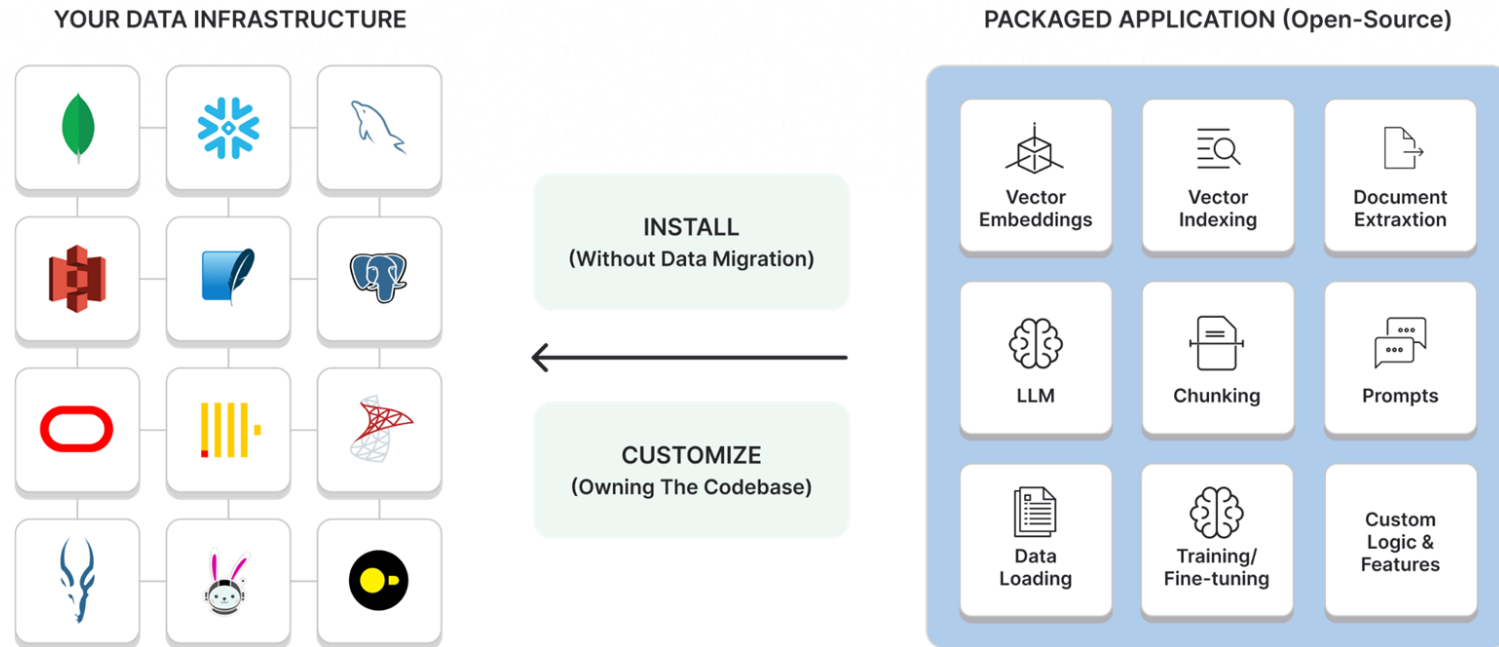 YOUR DATA INFRASTRUCTURE
PACKAGED APPLICATION (Open-Source)
INSTALL
(Without Data Migration)
CUSTOMIZE
(Owning The Codebase)
Vector
Embeddings
Vector
Indexing
Document
Extraxtion
LLM
Chunking
Prompts
Data
Loading
Training/
Fine-tuning
Custom
Logic &
Features